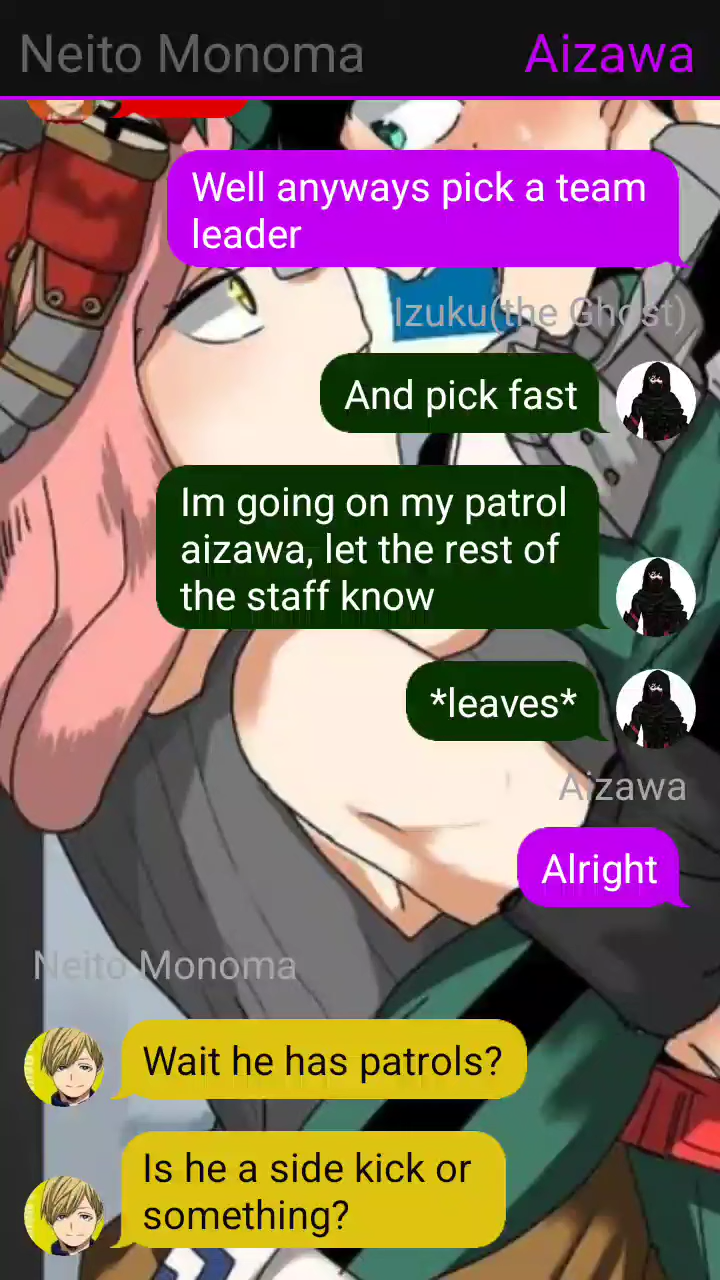 Neito Monoma
Aizawa
Well anyways pick a team
leader
Izuku(the Ghost)
And pick fast
Im going on my patrol
aizawa, let the rest of
the staff know
*leaves*
Aizawa
Alright
Neito Monoma
Wait he has patrols?
Is he a side kick or
something?